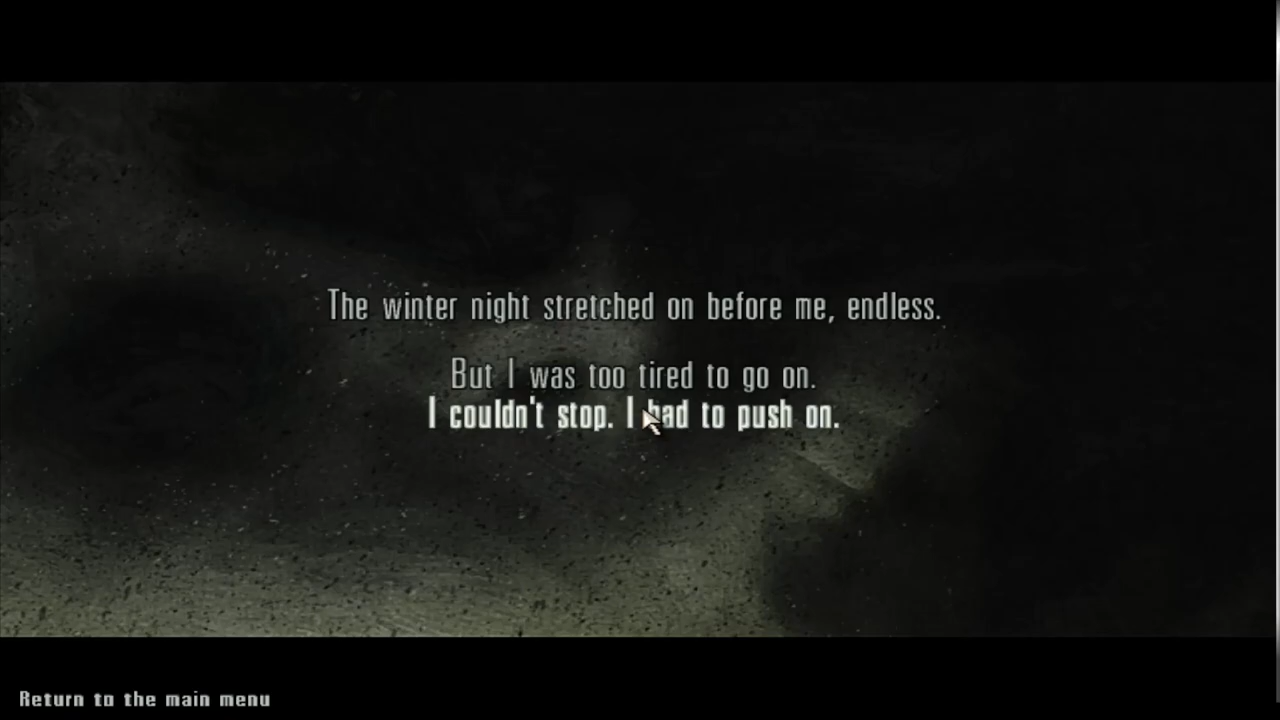 The winter night stretched on before me, endless.
But I was too tired to go on.
I couldn't stop. I had to push on.
Return to the main menu